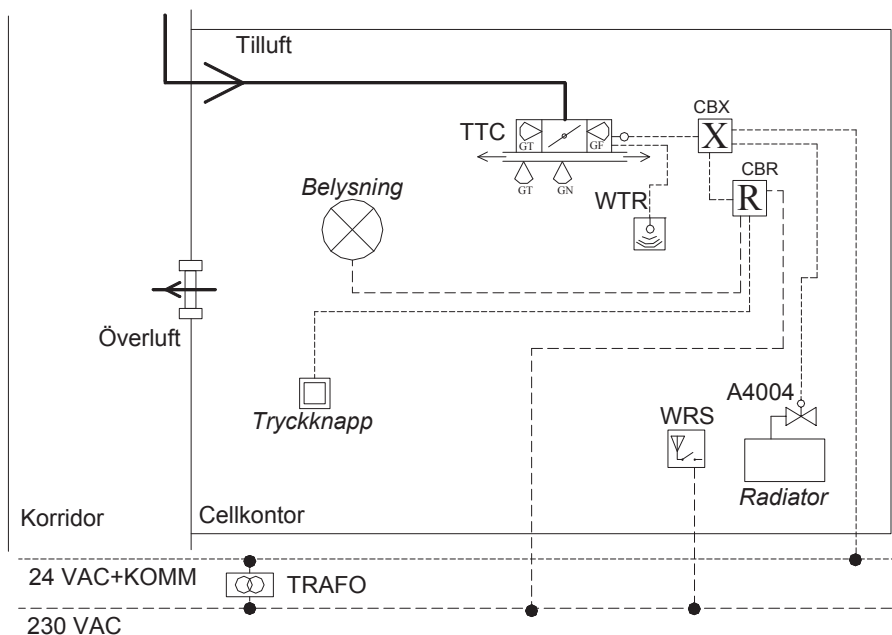 Tilluft
CBX
TTC
X
GT
GF
CBR
R
GT
GN
WTR
Belysning
Överluft
A4004
WRS
Tryckknapp
Radiator
Korridor
Cellkontor
24 VAC+KOMM
TRAFO
230 VAC